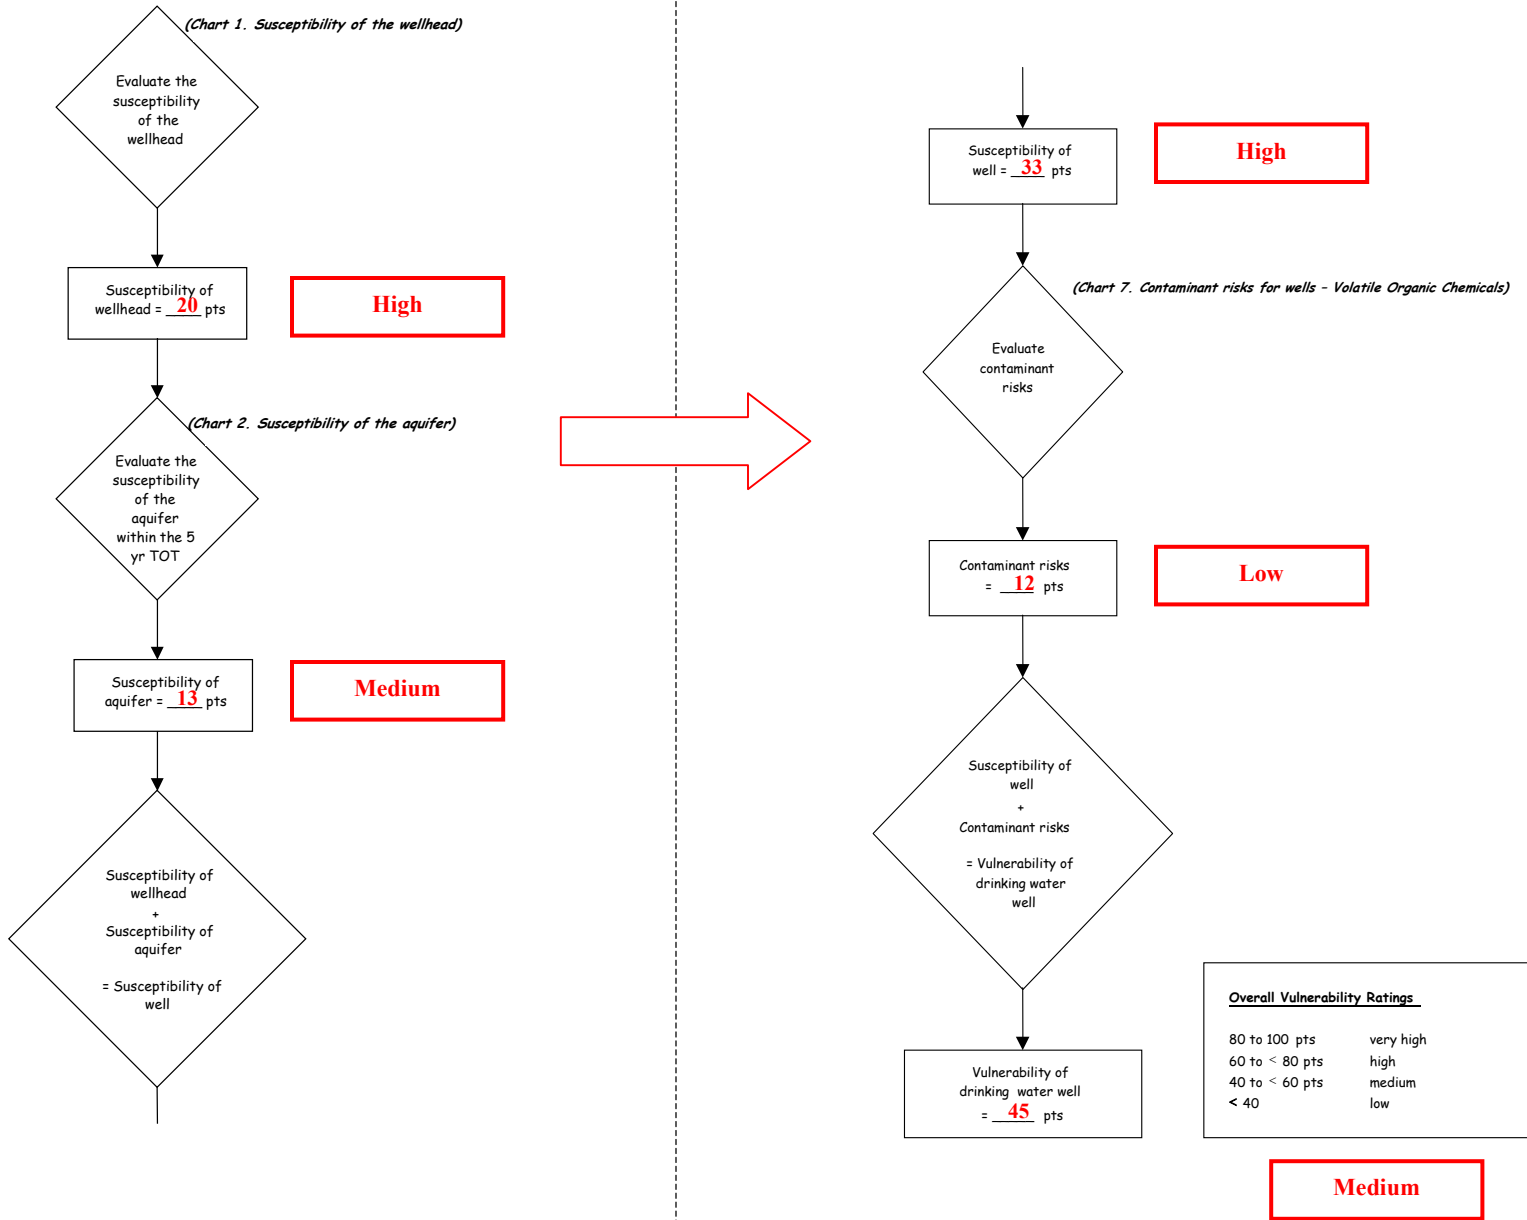 (Chart 1. Susceptibility of the wellhead)
Evaluate the
susceptibility
of the
wellhead
Susceptibility of
wellhead = 20 pts
High
(Chart 2. Susceptibility of the aquifer)
Evaluate the
susceptibility
of the
aquifer
within the 5
yr TOT
Susceptibility of
aquifer = 13 pts
Medium
Susceptibility of
wellhead
+
Susceptibility of
aquifer
= Susceptibility of
well
Susceptibility of
well = 33 pts
High
(Chart 7. Contaminant risks for wells – Volatile Organic Chemicals)
Evaluate
contaminant
risks
Contaminant risks
= 12 pts
Low
Susceptibility of
well
+
Contaminant risks
= Vulnerability of
drinking water
well
Vulnerability of
drinking water well
= 45 pts
Overall Vulnerability Ratings
80 to 100 pts very high
60 to < 80 pts high
40 to < 60 pts medium
< 40 low
Medium